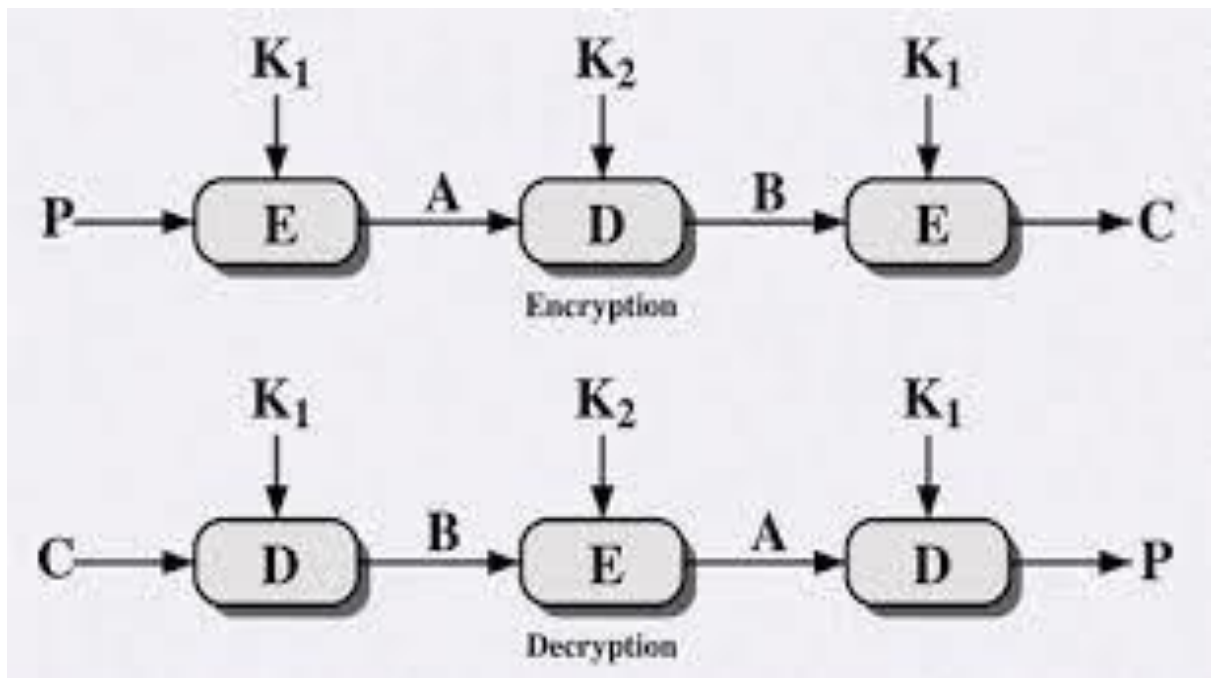 K₁ K₂ K₁
P E A D B E C
Encryption
K₁ K₂ K₁
C D B E A D P
Decryption